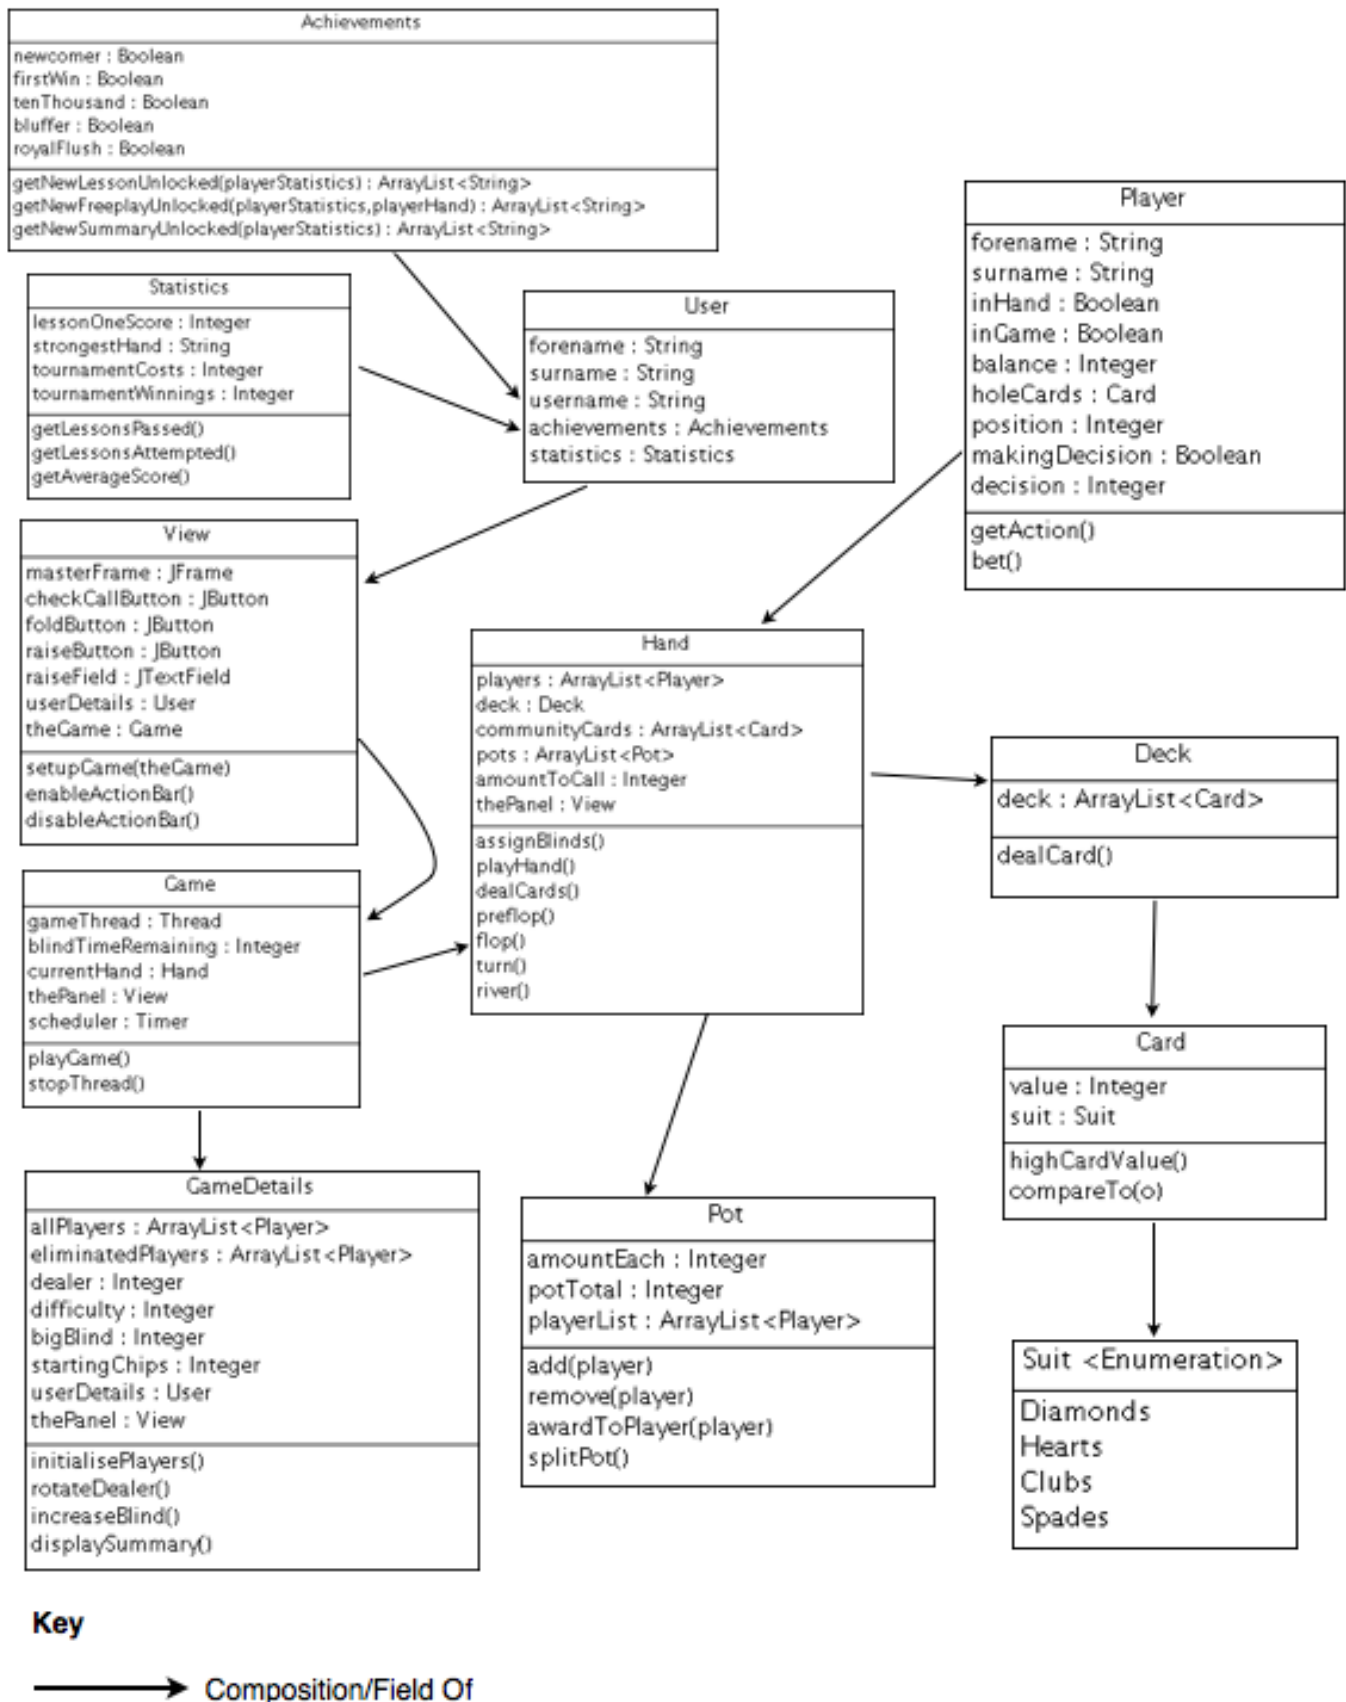 Achievements
newcomer : Boolean
firstWin : Boolean
tenThousand : Boolean
bluffer : Boolean
royalFlush : Boolean
getNewLessonUnlocked(playerStatistics) : ArrayList<String>
getNewFreeplayUnlocked(playerStatistics,playerHand) : ArrayList<String>
getNewSummaryUnlocked(playerStatistics) : ArrayList<String>
Statistics
lessonOneScore : Integer
strongestHand : String
tournamentCosts : Integer
tournamentWinnings : Integer
getLessonsPassed()
getLessonsAttempted()
getAverageScore()
User
forename : String
surname : String
username : String
achievements : Achievements
statistics : Statistics
Player
forename : String
surname : String
inHand : Boolean
inGame : Boolean
balance : Integer
holeCards : Card
position : Integer
makingDecision : Boolean
decision : Integer
getAction()
bet()
View
masterFrame : JFrame
checkCallButton : JButton
foldButton : JButton
raiseButton : JButton
raiseField : JTextField
userDetails : User
theGame : Game
setupGame(theGame)
enableActionBar()
disableActionBar()
Hand
players : ArrayList<Player>
deck : Deck
communityCards : ArrayList<Card>
pots : ArrayList<Pot>
amountToCall : Integer
thePanel : View
assignBlinds()
playHand()
dealCards()
preflop()
flop()
turn()
river()
Deck
deck : ArrayList<Card>
dealCard()
Game
gameThread : Thread
blindTimeRemaining : Integer
currentHand : Hand
thePanel : View
scheduler : Timer
playGame()
stopThread()
Card
value : Integer
suit : Suit
highCardValue()
compareTo(o)
GameDetails
allPlayers : ArrayList<Player>
eliminatedPlayers : ArrayList<Player>
dealer : Integer
difficulty : Integer
bigBlind : Integer
startingChips : Integer
userDetails : User
thePanel : View
initialisePlayers()
rotateDealer()
increaseBlind()
displaySummary()
Pot
amountEach : Integer
potTotal : Integer
playerList : ArrayList<Player>
add(player)
remove(player)
awardToPlayer(player)
splitPot()
Suit <Enumeration>
Diamonds
Hearts
Clubs
Spades
Key
Composition/Field Of